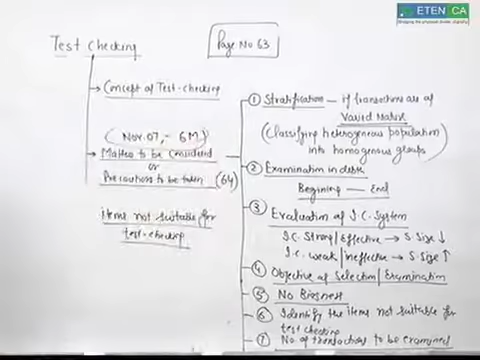 ETEN CA
Test Checking
Page No 63
Concept of Test-checking
(Nov.07, - 6M)
Matters to be Considered
or
Precautions to be taken (64)
items not suitable for
test-checking
① Stratification - if transactions are of
Varied Nature
(Classifying heterogenous population
into homogenous groups)
② Examination in detail
Begining — End
③ Evaluation of I.C. System
I.C. Strong/Effective → S.Size ↓
I.C. weak/ineffective → S.Size ↑
④ Objective of Selection/Examination
⑤ No Biasness
⑥ Identify the items not suitable for
test checking
⑦ No of transactions to be examined